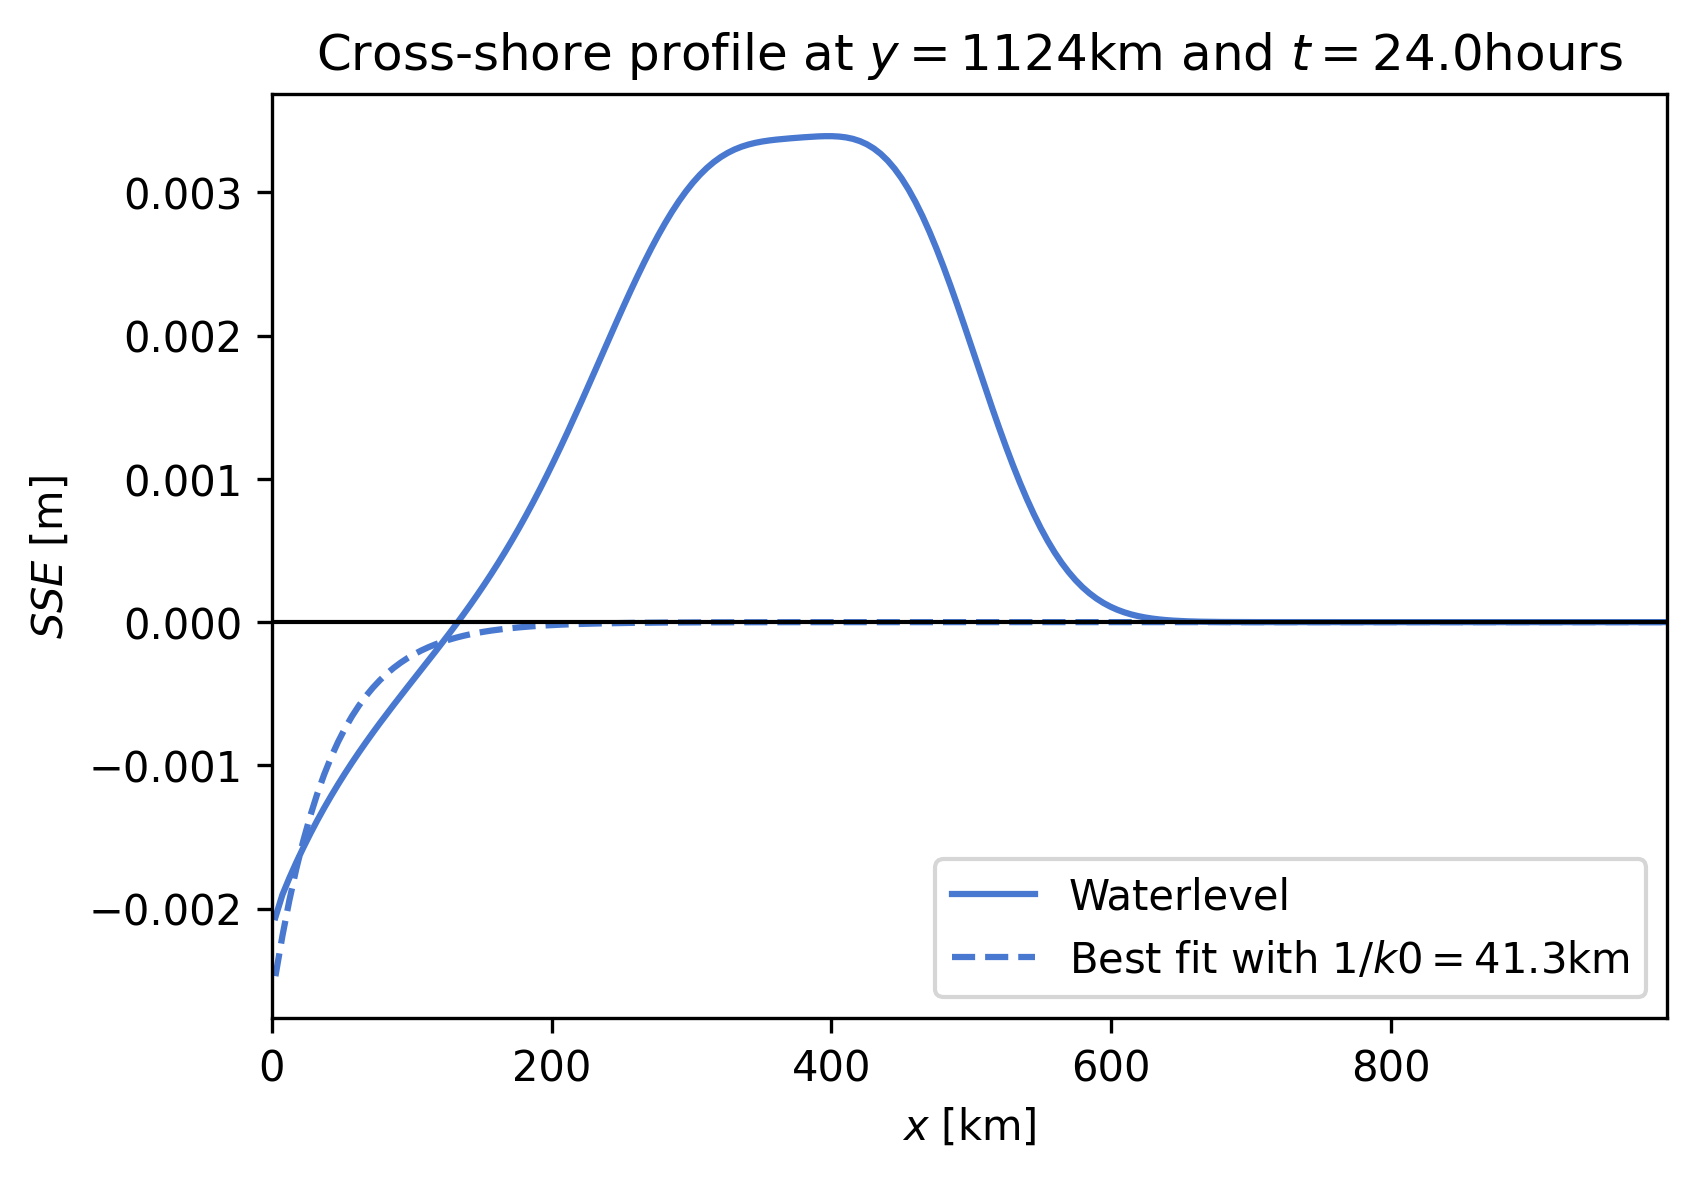 Cross-shore profile at y = 1124km and t = 24.0hours
SSE [m]
0.003
0.002
0.001
0.000
−0.001
−0.002
Waterlevel
Best fit with 1/k0 = 41.3km
0 200 400 600 800
x [km]